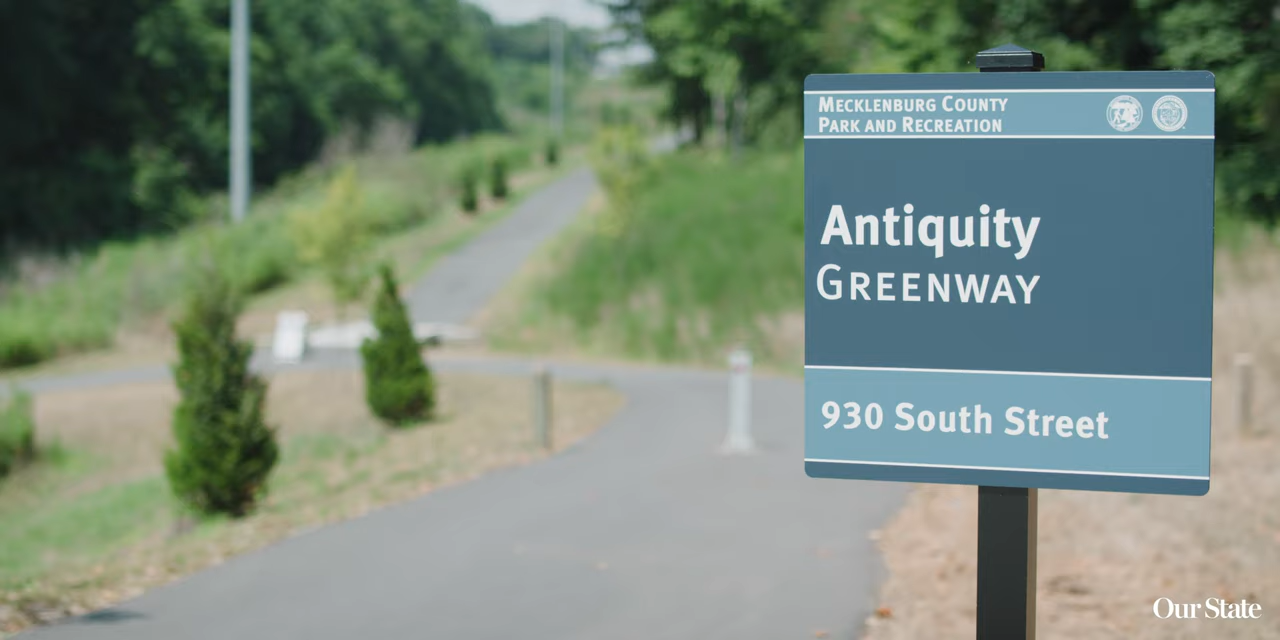 Mecklenburg County
Park and Recreation
Antiquity
Greenway
930 South Street
Our State